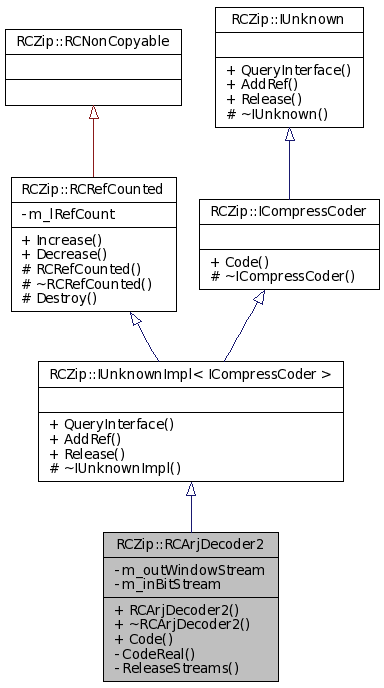 RCZip::IUnknown
+ QueryInterface()
+ AddRef()
+ Release()
# ~IUnknown()
RCZip::RCNonCopyable
RCZip::RCRefCounted
- m_lRefCount
+ Increase()
+ Decrease()
# RCRefCounted()
# ~RCRefCounted()
# Destroy()
RCZip::ICompressCoder
+ Code()
# ~ICompressCoder()
RCZip::IUnknownImpl< ICompressCoder >
+ QueryInterface()
+ AddRef()
+ Release()
# ~IUnknownImpl()
RCZip::RCArjDecoder2
- m_outWindowStream
- m_inBitStream
+ RCArjDecoder2()
+ ~RCArjDecoder2()
+ Code()
- CodeReal()
- ReleaseStreams()